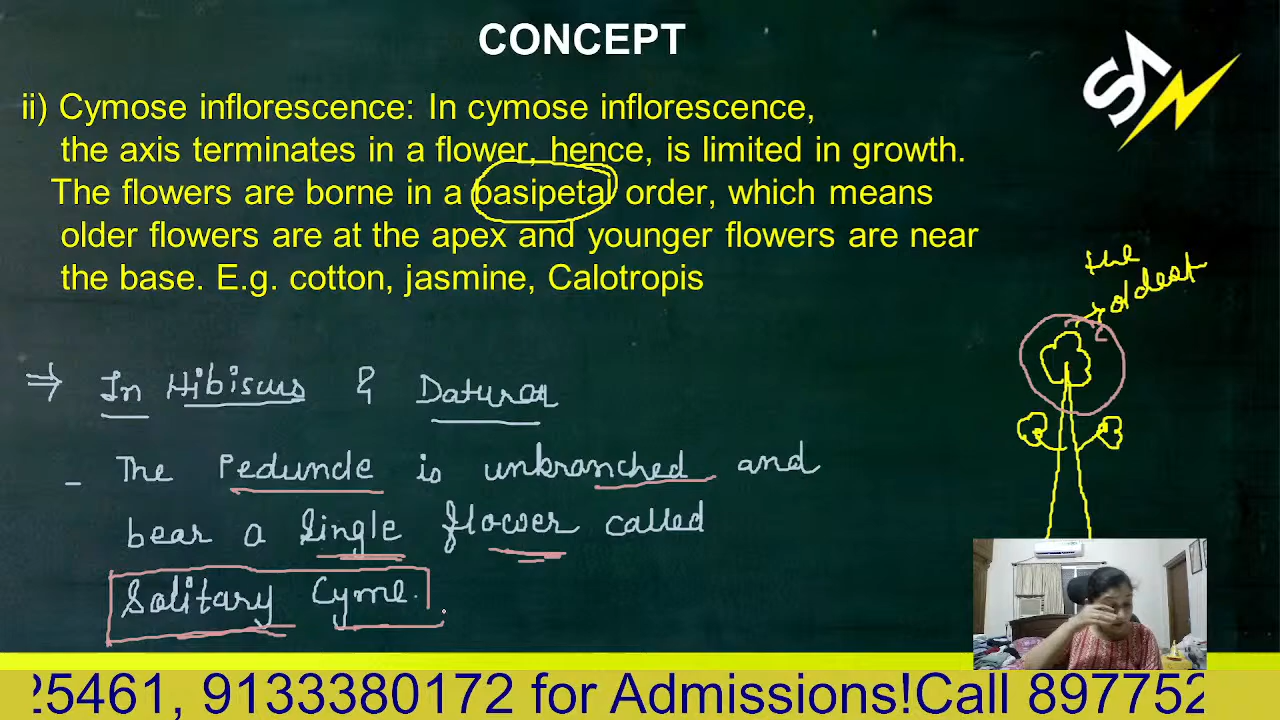 CONCEPT
SAN
ii) Cymose inflorescence: In cymose inflorescence,
the axis terminates in a flower, hence, is limited in growth.
The flowers are borne in a basipetal order, which means
older flowers are at the apex and younger flowers are near
the base. E.g. cotton, jasmine, Calotropis
the
oldest
⇒ In Hibiscus & Datura
- The Peduncle is unbranched and
bear a Single flower called
Solitary Cyme.
25461, 9133380172 for Admissions!Call 897752